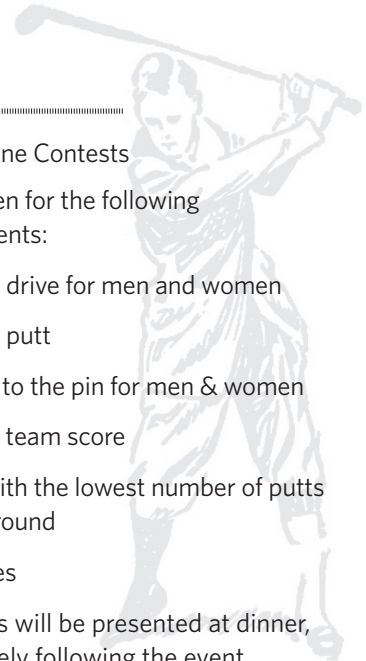 ne Contests
en for the following
ents:
drive for men and women
putt
to the pin for men & women
team score
ith the lowest number of putts
round
es
s will be presented at dinner,
ely following the event